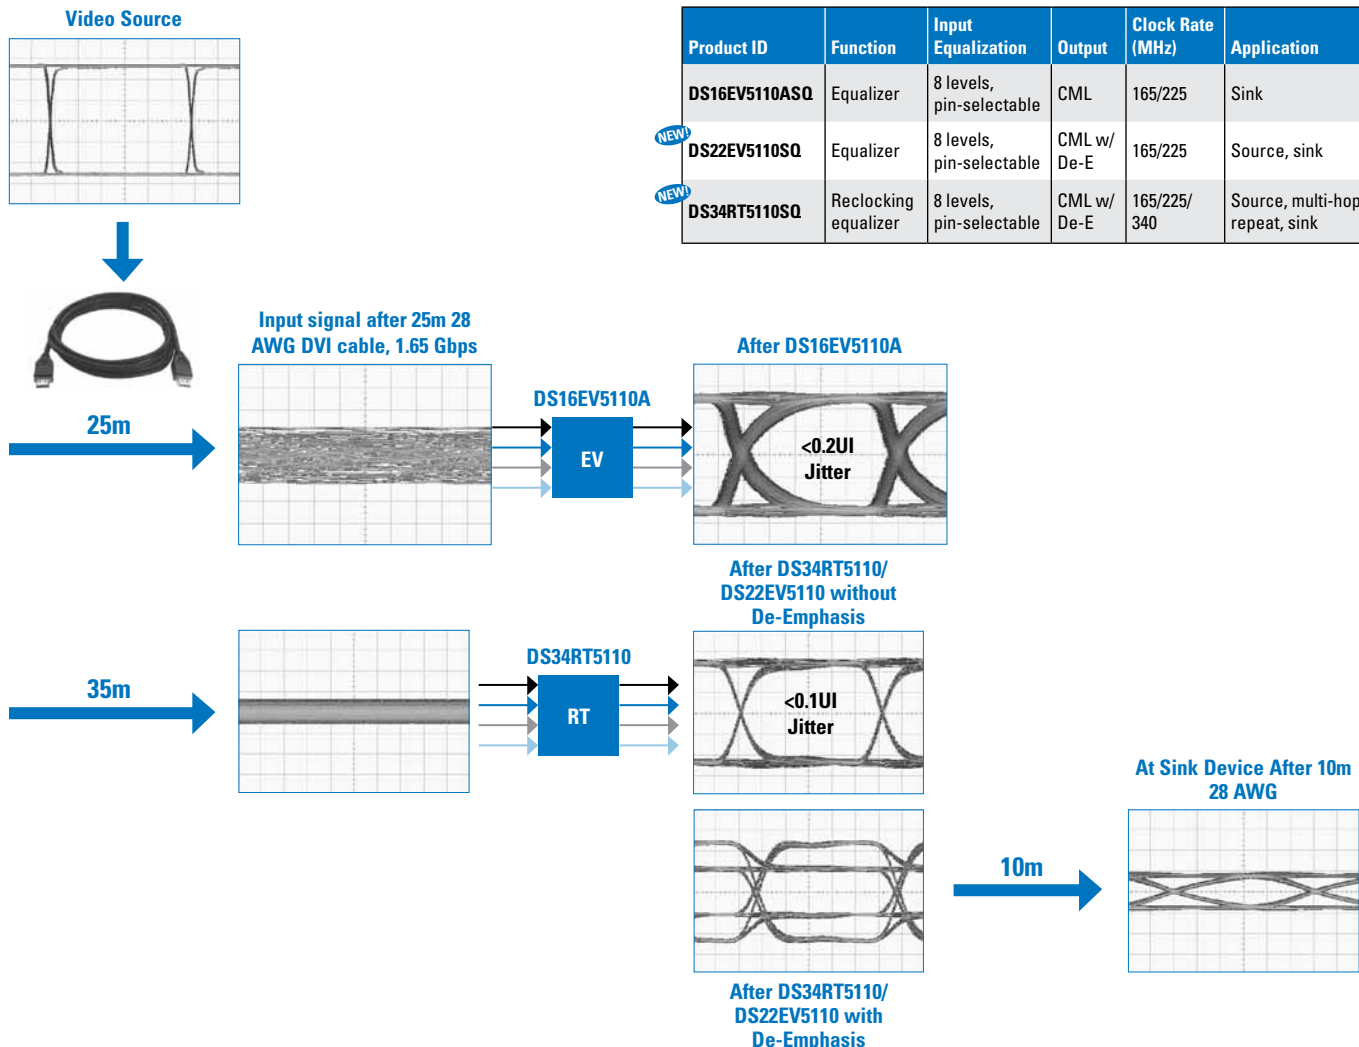 Video Source
Product ID
Function
Input
Equalization
Output
Clock Rate
(MHz)
Application
DS16EV5110ASQ
Equalizer
8 levels,
pin-selectable
CML
165/225
Sink
NEW!
DS22EV5110SQ
Equalizer
8 levels,
pin-selectable
CML w/
De-E
165/225
Source, sink
NEW!
DS34RT5110SQ
Reclocking
equalizer
8 levels,
pin-selectable
CML w/
De-E
165/225/
340
Source, multi-hop
repeat, sink
Input signal after 25m 28
AWG DVI cable, 1.65 Gbps
After DS16EV5110A
25m
DS16EV5110A
EV
<0.2UI
Jitter
After DS34RT5110/
DS22EV5110 without
De-Emphasis
35m
DS34RT5110
RT
<0.1UI
Jitter
At Sink Device After 10m
28 AWG
10m
After DS34RT5110/
DS22EV5110 with
De-Emphasis